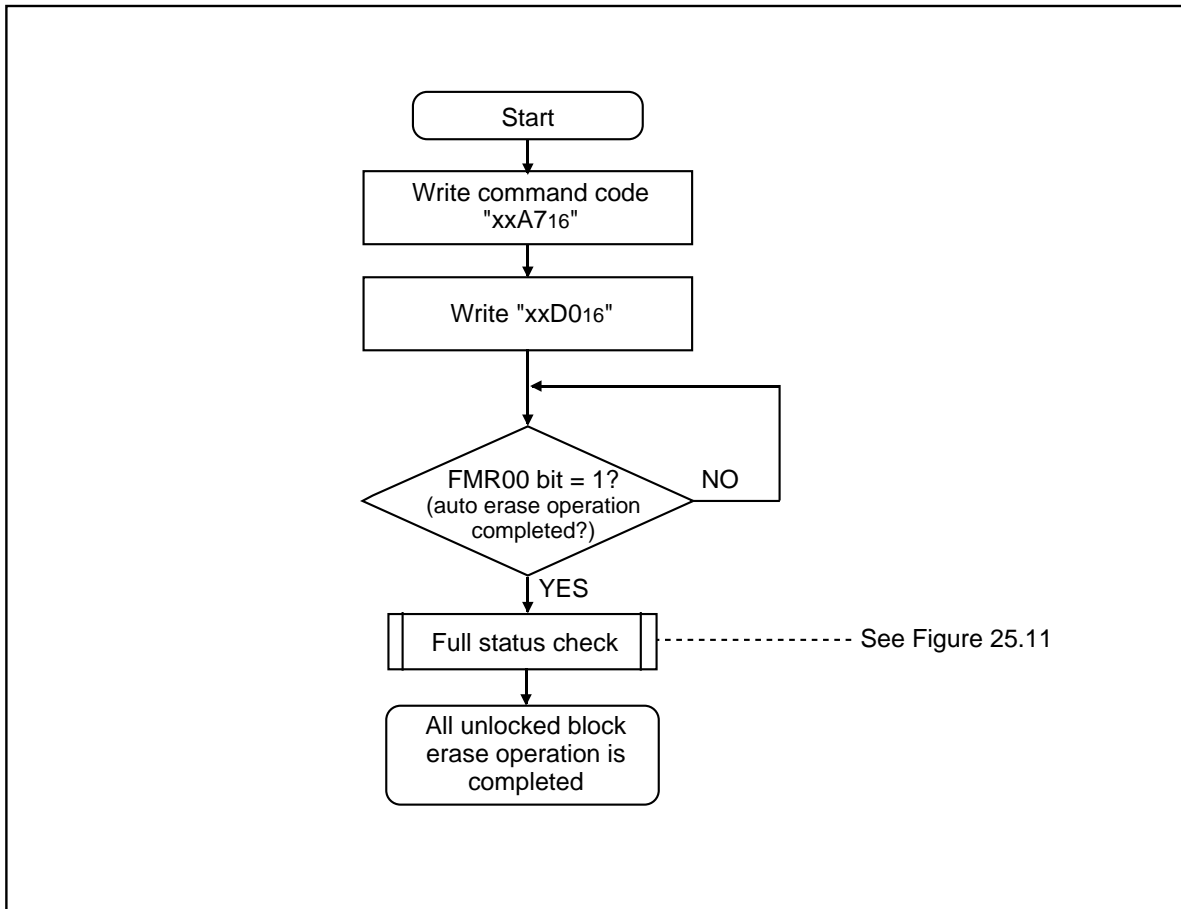 Start
Write command code
"xxA716"
Write "xxD016"
FMR00 bit = 1?
(auto erase operation
completed?)
NO
YES
Full status check
See Figure 25.11
All unlocked block
erase operation is
completed